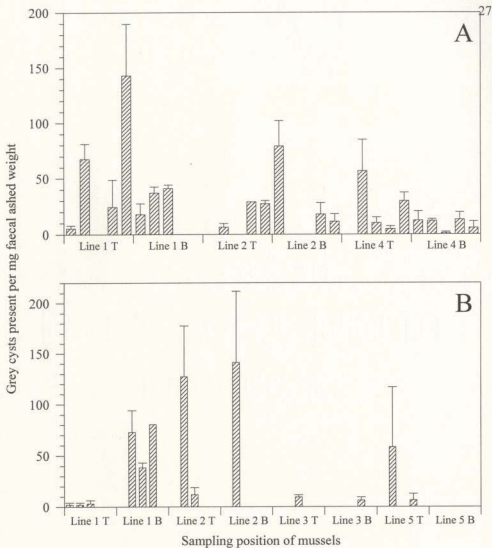 27
A
200
150
100
50
0
Line 1 T Line 1 B Line 2 T Line 2 B Line 4 T Line 4 B
Grey cysts present per mg faecal ashed weight
B
200
150
100
50
0
Line 1 T Line 1 B Line 2 T Line 2 B Line 3 T Line 3 B Line 5 T Line 5 B
Sampling position of mussels